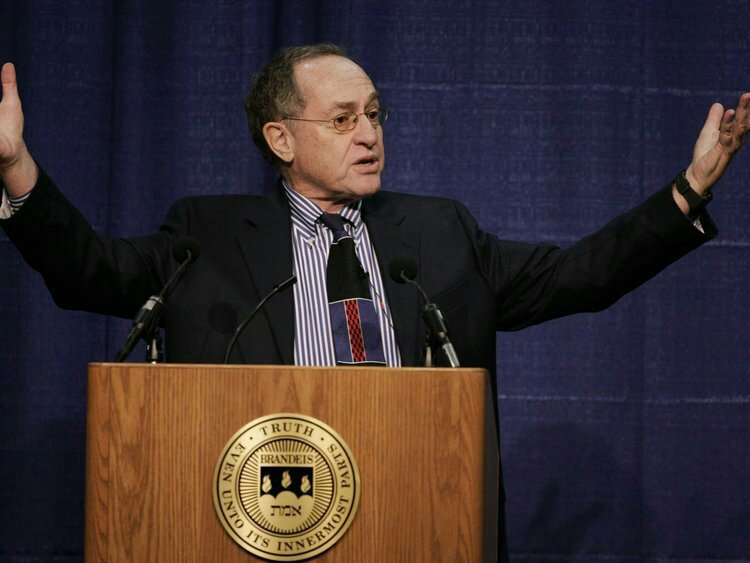 TRUTH
EVEN UNTO ITS INNERMOST PARTS
BRANDEIS
אמת